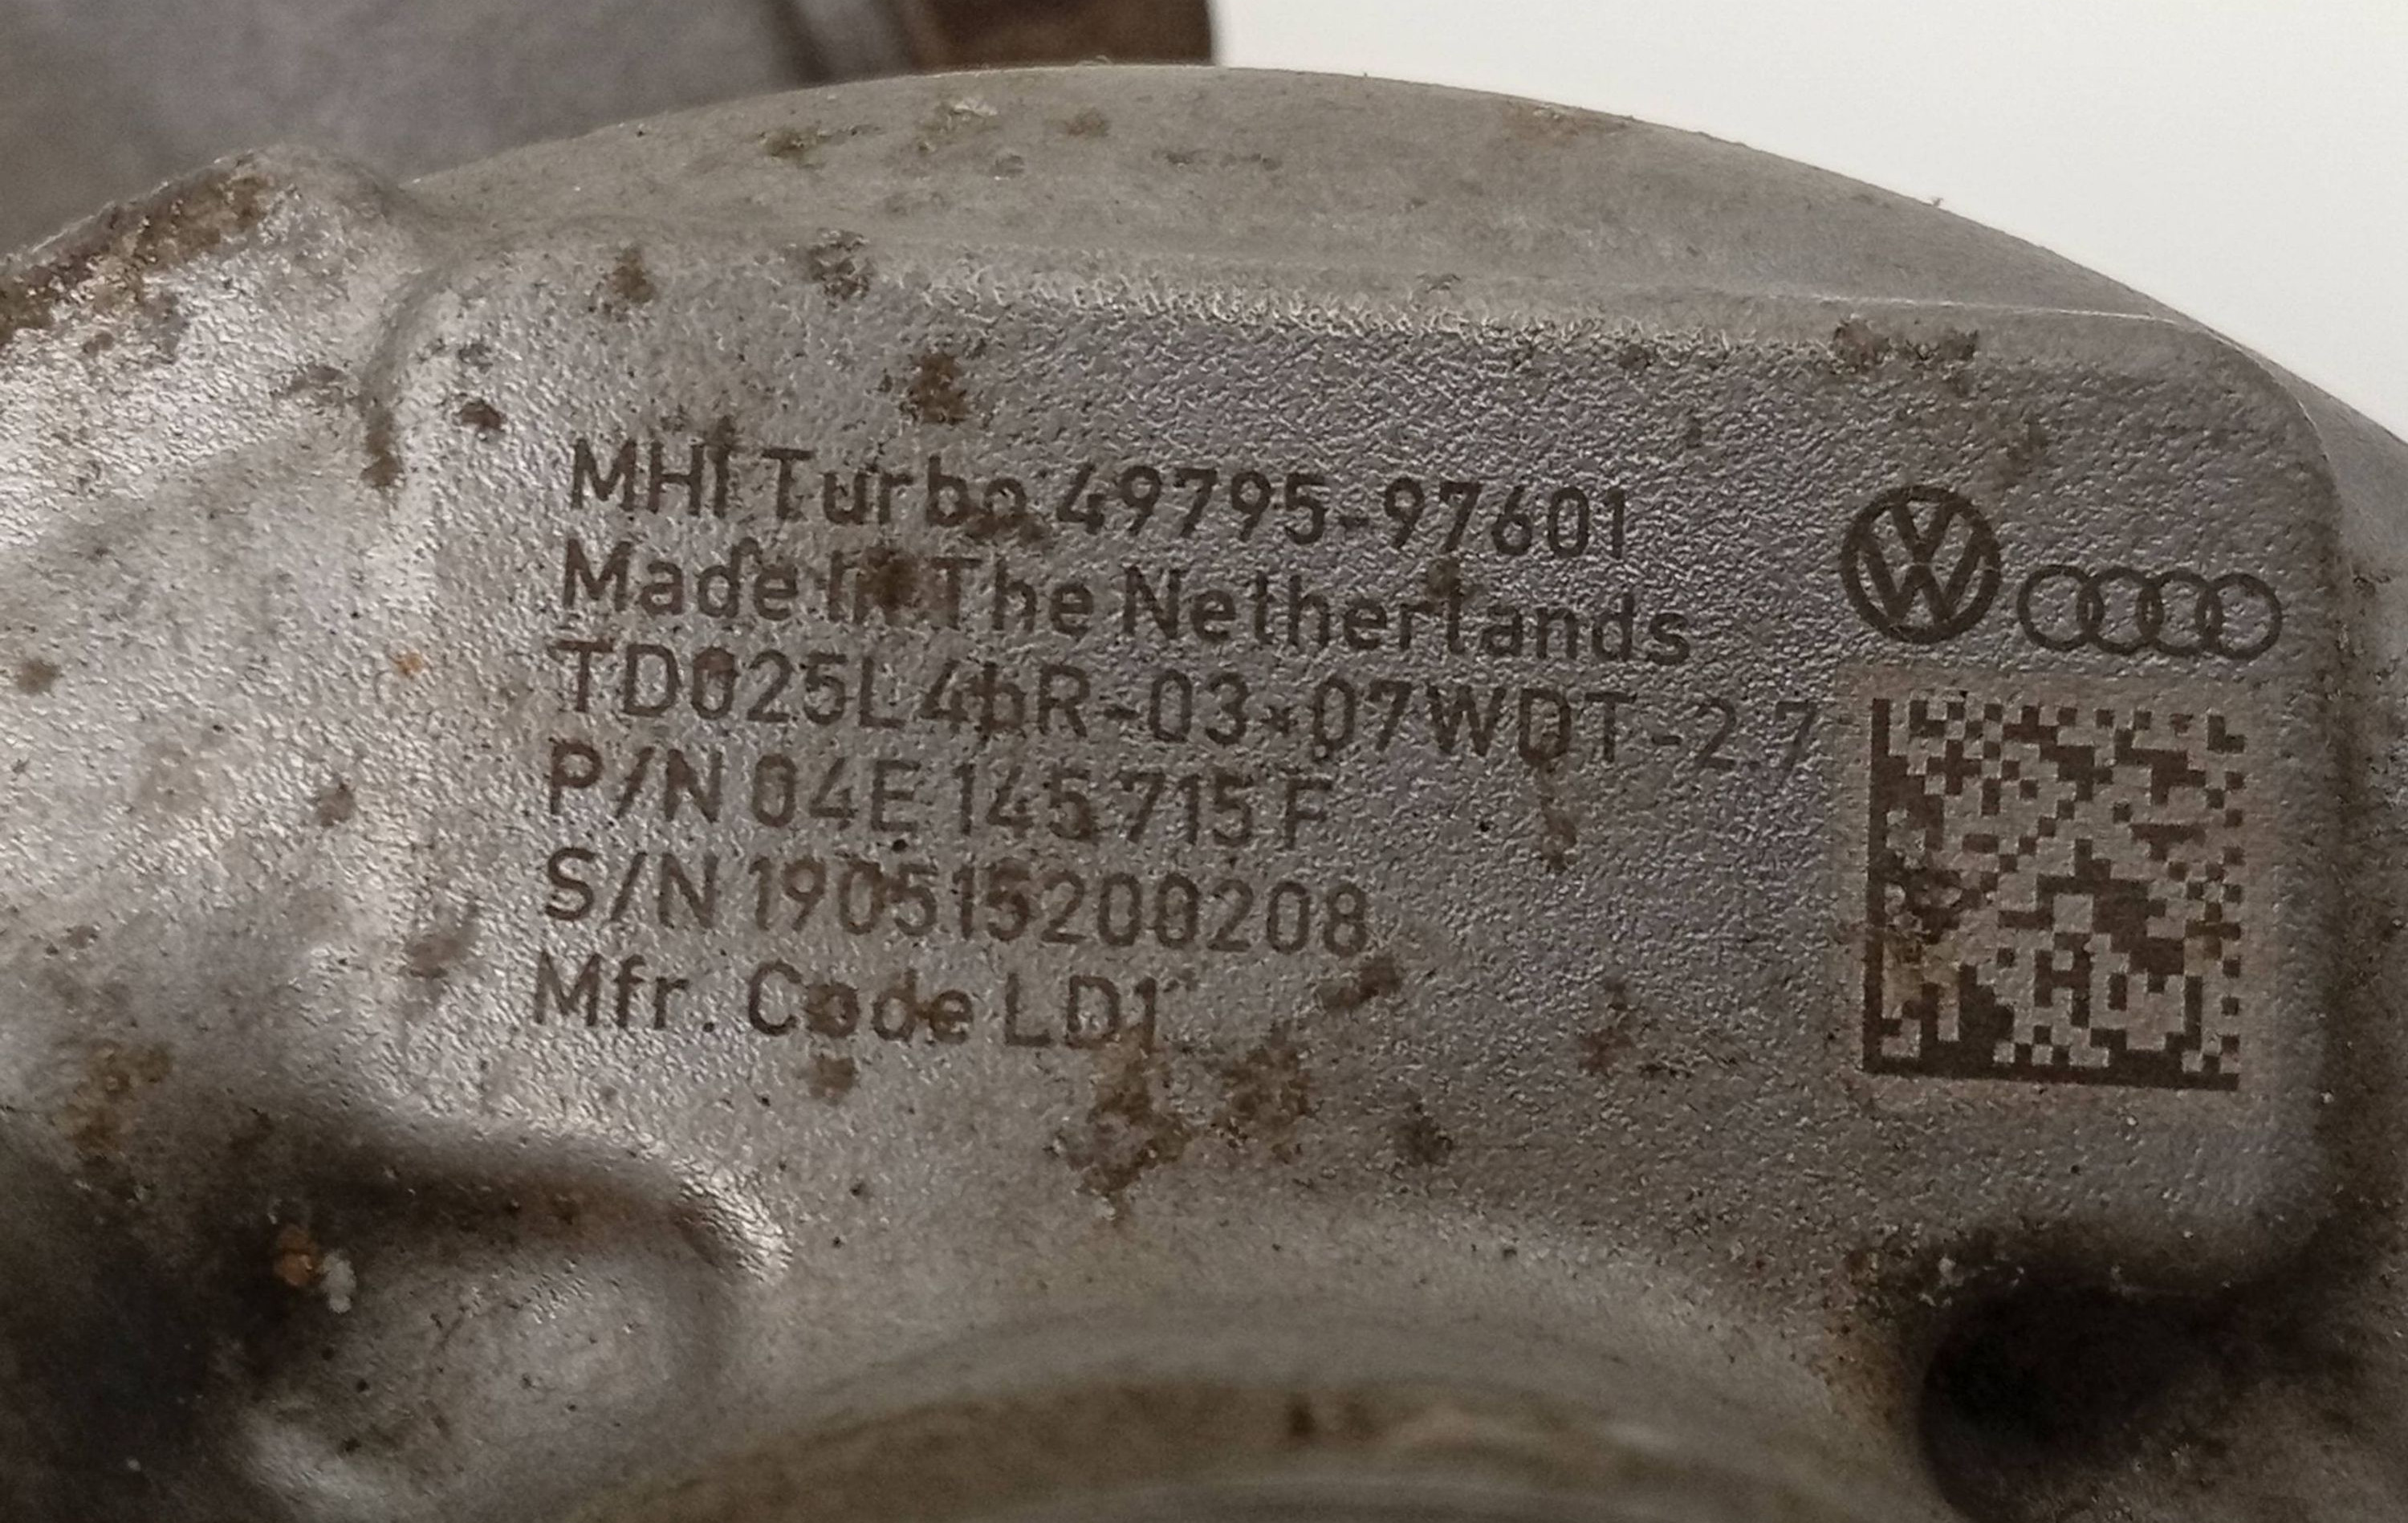 MHI Turbo 49795-97601
Made In The Netherlands
TD025L4bR-03*07WDT-2.7
P/N 04E 145 715 F
S/N 190515200208
Mfr. Code LD1